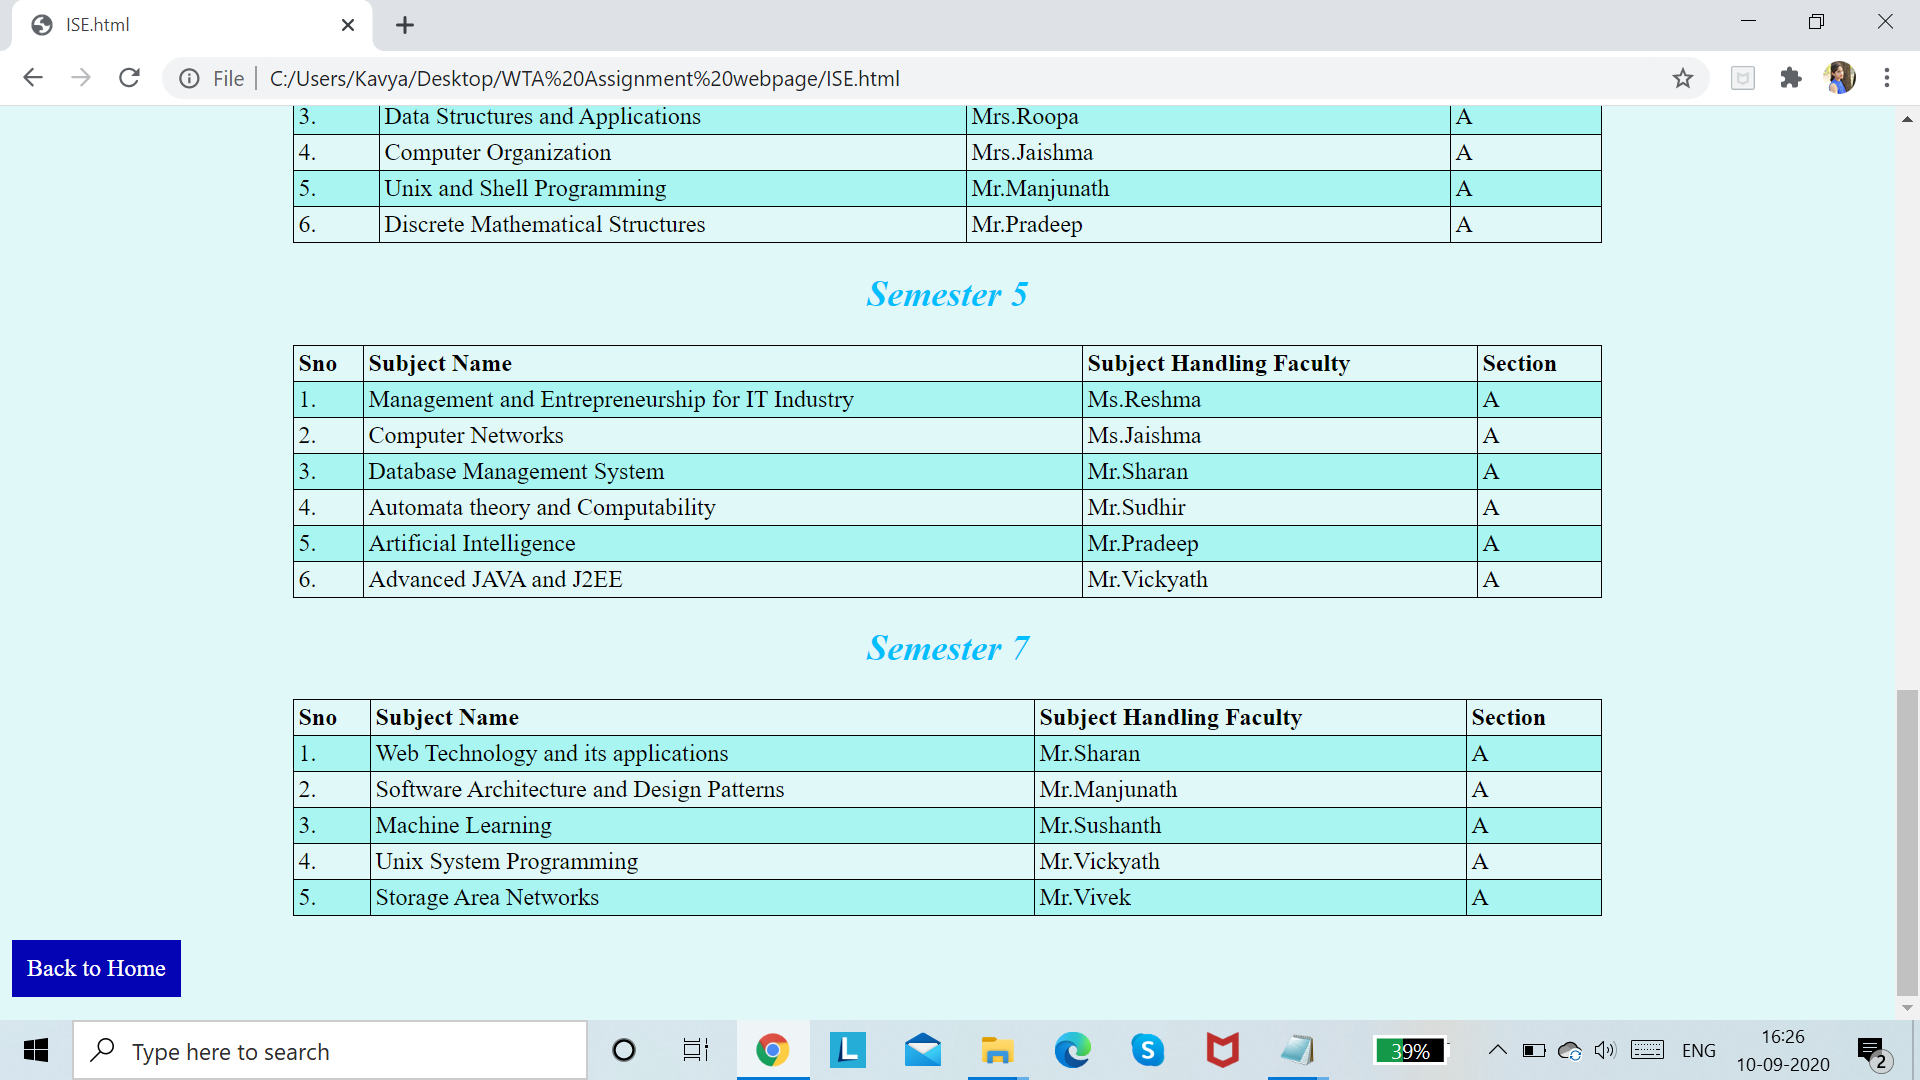 ISE.html
File C:/Users/Kavya/Desktop/WTA%20Assignment%20webpage/ISE.html
3. Data Structures and Applications Mrs.Roopa A
4. Computer Organization Mrs.Jaishma A
5. Unix and Shell Programming Mr.Manjunath A
6. Discrete Mathematical Structures Mr.Pradeep A
Semester 5
Sno Subject Name Subject Handling Faculty Section
1. Management and Entrepreneurship for IT Industry Ms.Reshma A
2. Computer Networks Ms.Jaishma A
3. Database Management System Mr.Sharan A
4. Automata theory and Computability Mr.Sudhir A
5. Artificial Intelligence Mr.Pradeep A
6. Advanced JAVA and J2EE Mr.Vickyath A
Semester 7
Sno Subject Name Subject Handling Faculty Section
1. Web Technology and its applications Mr.Sharan A
2. Software Architecture and Design Patterns Mr.Manjunath A
3. Machine Learning Mr.Sushanth A
4. Unix System Programming Mr.Vickyath A
5. Storage Area Networks Mr.Vivek A
Back to Home
Type here to search
L
S
39%
ENG
16:26
10-09-2020
2